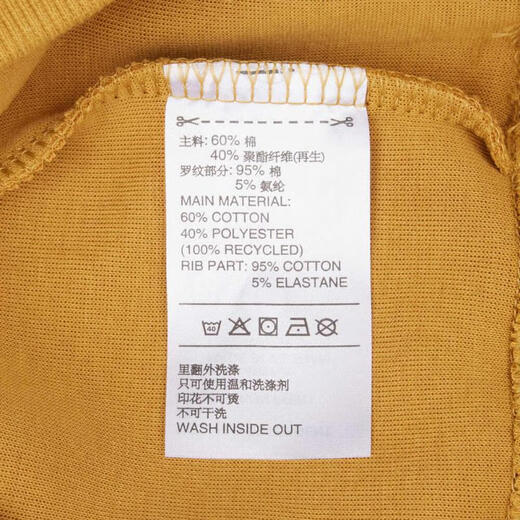 主料: 60% 棉
40% 聚酯纤维(再生)
罗纹部分: 95% 棉
5% 氨纶
MAIN MATERIAL:
60% COTTON
40% POLYESTER
(100% RECYCLED)
RIB PART: 95% COTTON
5% ELASTANE
40
里翻外洗涤
只可使用温和洗涤剂
印花不可烫
不可干洗
WASH INSIDE OUT